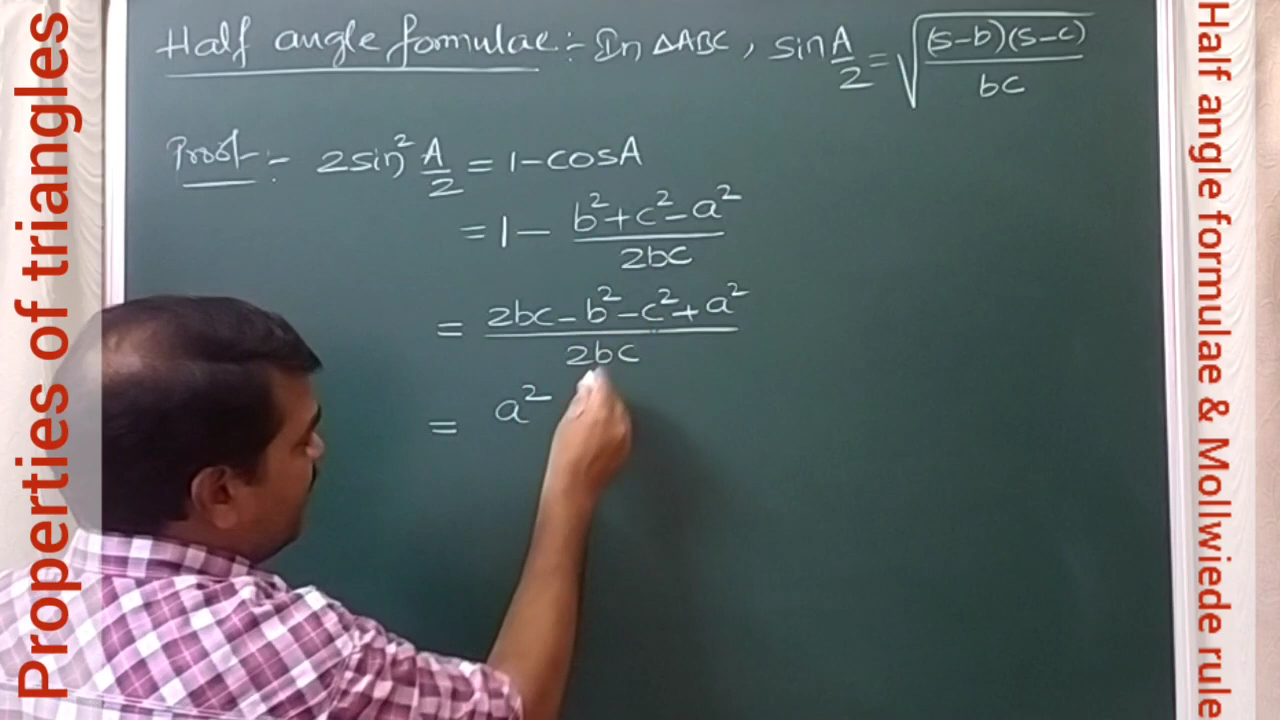 Properties of triangles
Half angle formulae :- In △ABC, sin A/2 = √((s-b)(s-c)/bc)
Proof :- 2sin² A/2 = 1-cosA
= 1 - (b²+c²-a²)/2bc
= (2bc-b²-c²+a²)/2bc
= a²
Half angle formulae & Mollwiede rule